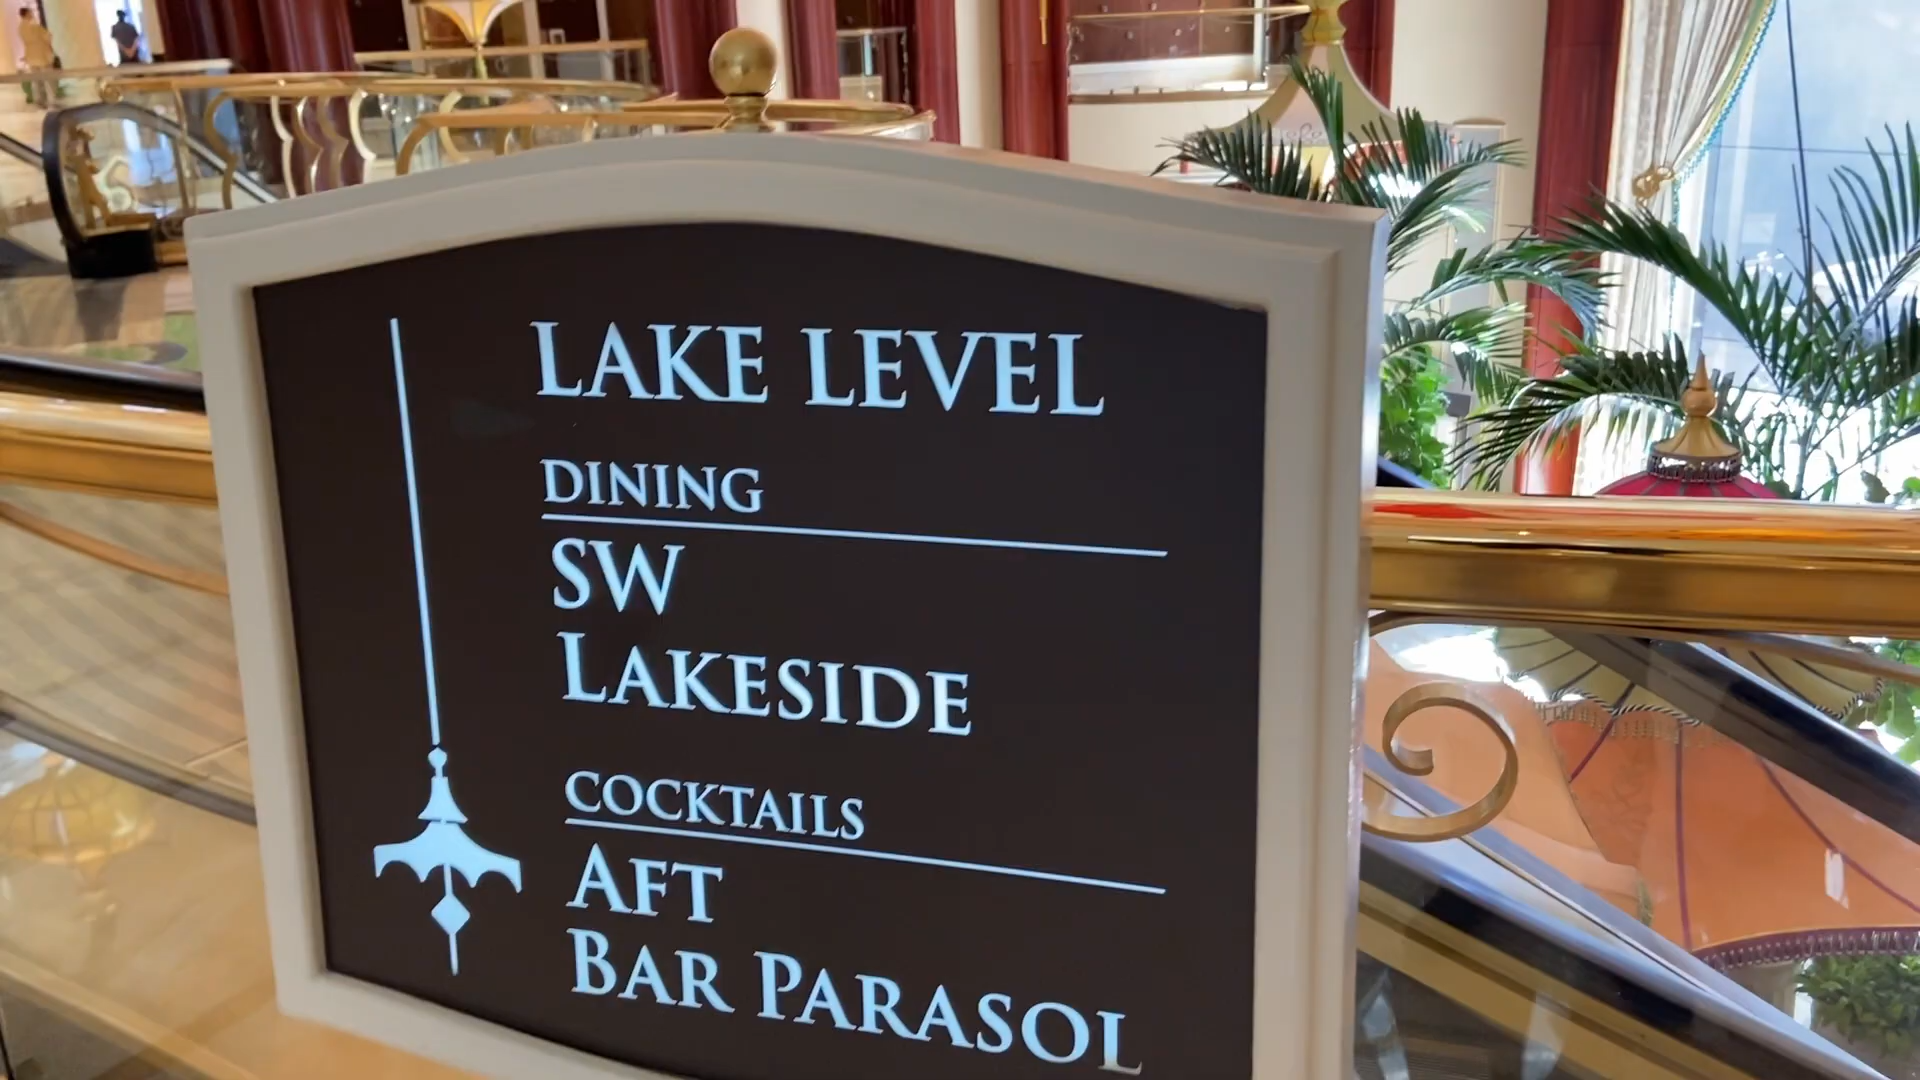 LAKE LEVEL
DINING
SW
LAKESIDE
COCKTAILS
AFT
BAR PARASOL